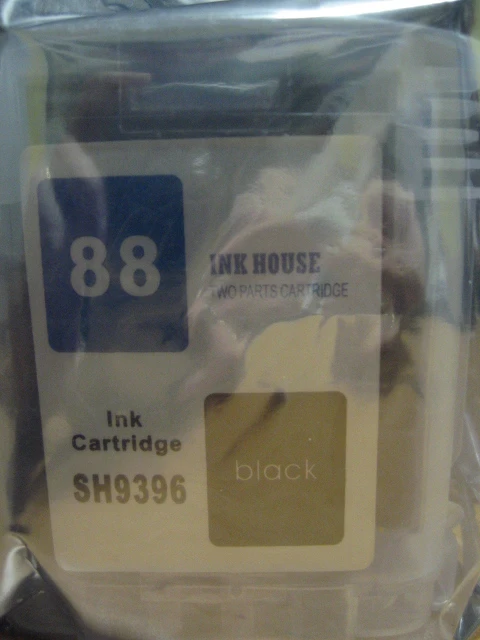 88
INK HOUSE
TWO PARTS CARTRIDGE
Ink
Cartridge
SH9396
black